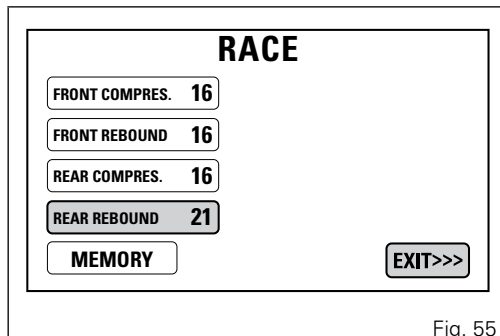 RACE
FRONT COMPRES. 16
FRONT REBOUND 16
REAR COMPRES. 16
REAR REBOUND 21
MEMORY EXIT>>>
Fig. 55